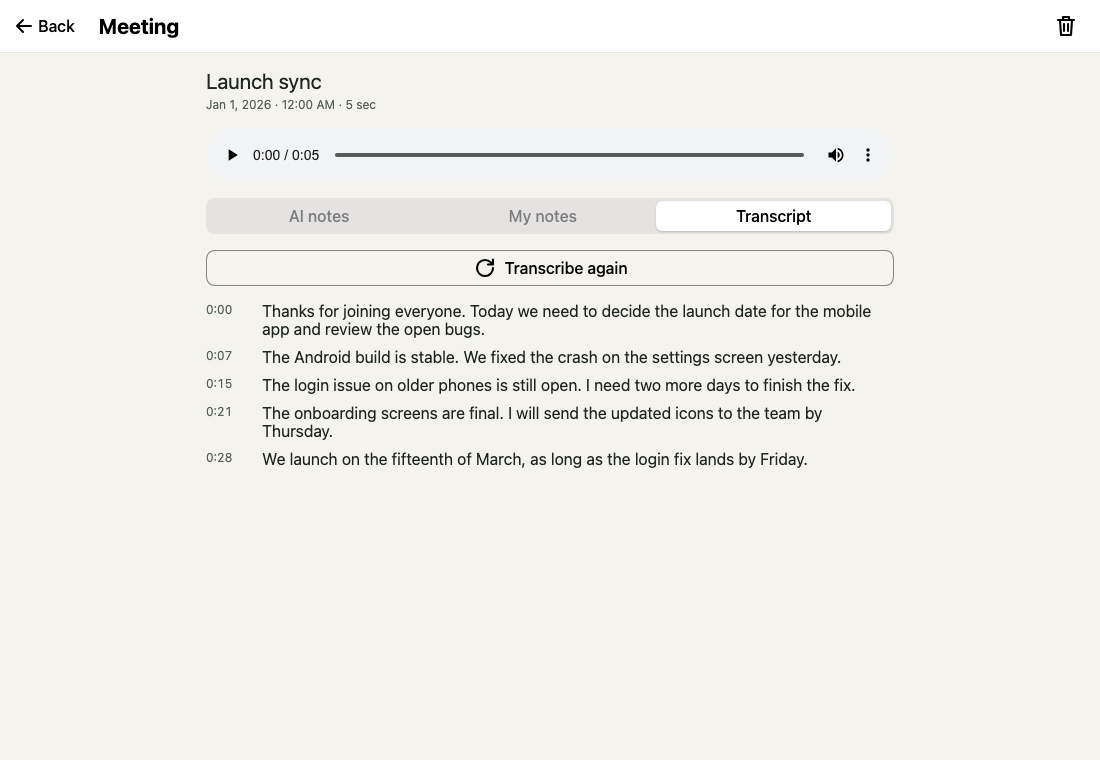 Back
Meeting
Launch sync
Jan 1, 2026 · 12:00 AM · 5 sec
0:00 / 0:05
AI notes
My notes
Transcript
Transcribe again
0:00 Thanks for joining everyone. Today we need to decide the launch date for the mobile
app and review the open bugs.
0:07 The Android build is stable. We fixed the crash on the settings screen yesterday.
0:15 The login issue on older phones is still open. I need two more days to finish the fix.
0:21 The onboarding screens are final. I will send the updated icons to the team by
Thursday.
0:28 We launch on the fifteenth of March, as long as the login fix lands by Friday.